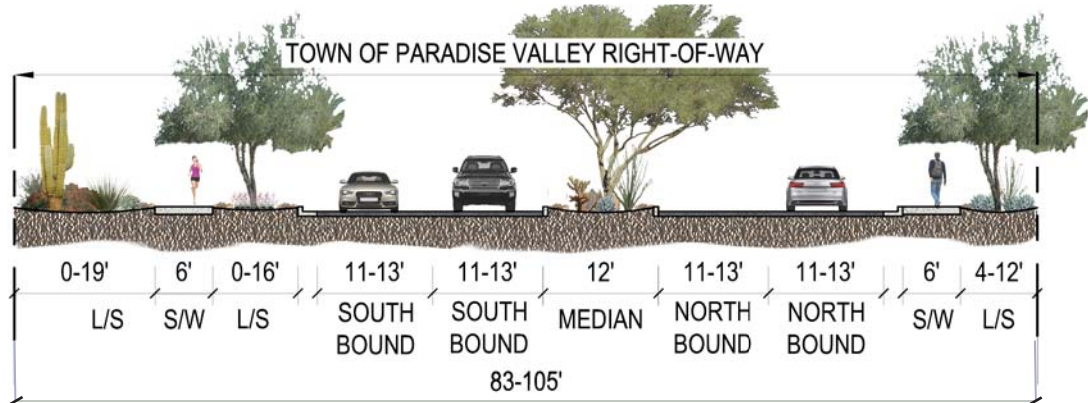 TOWN OF PARADISE VALLEY RIGHT-OF-WAY
0-19' 6' 0-16' 11-13' 11-13' 12' 11-13' 11-13' 6' 4-12'
L/S S/W L/S SOUTH BOUND SOUTH BOUND MEDIAN NORTH BOUND NORTH BOUND S/W L/S
83-105'